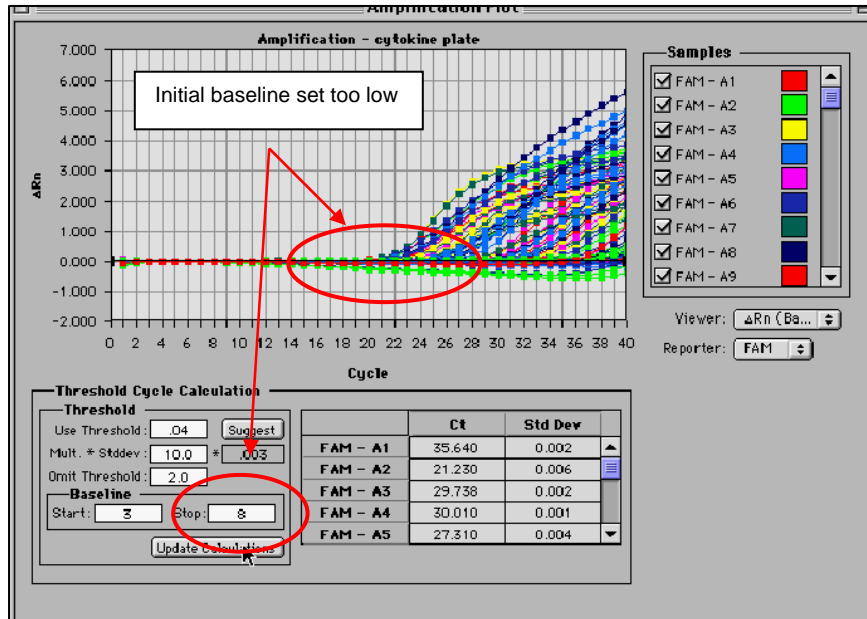 Amplification Plot
Amplification - cytokine plate
7.000
6.000
5.000
4.000
3.000
2.000
1.000
0.000
-1.000
-2.000
ΔRn
Initial baseline set too low
0 2 4 6 8 10 12 14 16 18 20 22 24 26 28 30 32 34 36 38 40
Cycle
Samples
FAM - A1
FAM - A2
FAM - A3
FAM - A4
FAM - A5
FAM - A6
FAM - A7
FAM - A8
FAM - A9
Viewer: ΔRn (Ba...
Reporter: FAM
Threshold Cycle Calculation
Threshold
Use Threshold: .04 Suggest
Mult. * Stddev: 10.0 * .003
Omit Threshold: 2.0
Baseline
Start: 3 Stop: 8
Update Calculations
Ct Std Dev
FAM - A1 35.640 0.002
FAM - A2 21.230 0.006
FAM - A3 29.738 0.002
FAM - A4 30.010 0.001
FAM - A5 27.310 0.004